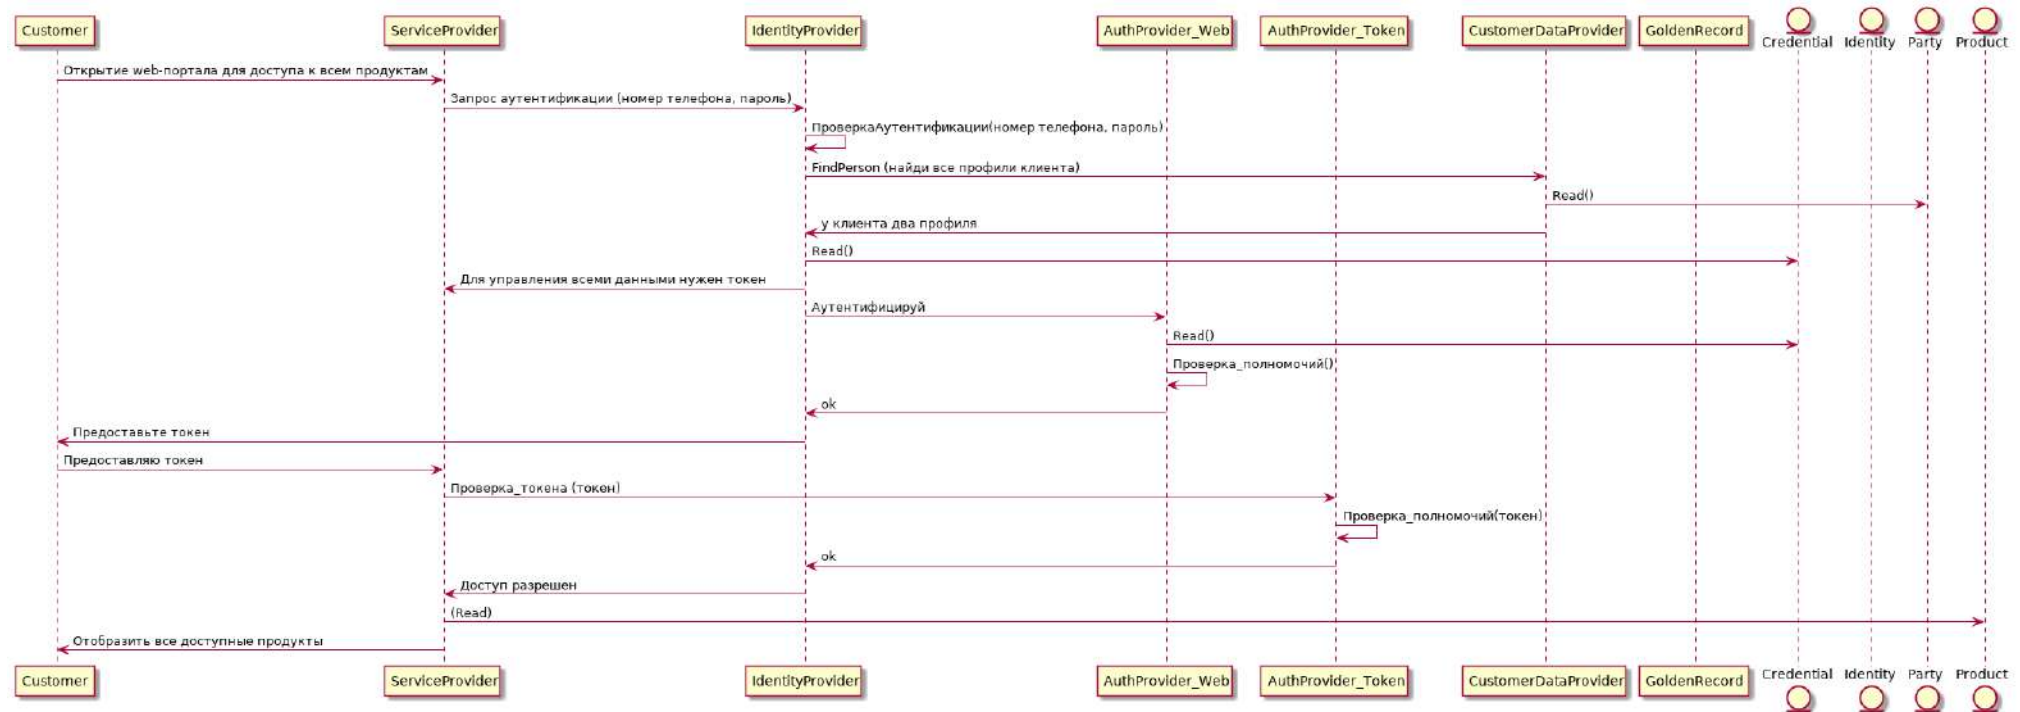 Customer
ServiceProvider
IdentityProvider
AuthProvider_Web
AuthProvider_Token
CustomerDataProvider
GoldenRecord
Credential
Identity
Party
Product
Открытие web-портала для доступа к всем продуктам
Запрос аутентификации (номер телефона, пароль)
ПроверкаАутентификации(номер телефона, пароль)
FindPerson (найди все профили клиента)
Read()
у клиента два профиля
Read()
Для управления всеми данными нужен токен
Аутентифицируй
Read()
Проверка_полномочий()
ok
Предоставьте токен
Предоставляю токен
Проверка_токена (токен)
Проверка_полномочий(токен)
ok
Доступ разрешен
(Read)
Отобразить все доступные продукты
Customer
ServiceProvider
IdentityProvider
AuthProvider_Web
AuthProvider_Token
CustomerDataProvider
GoldenRecord
Credential
Identity
Party
Product